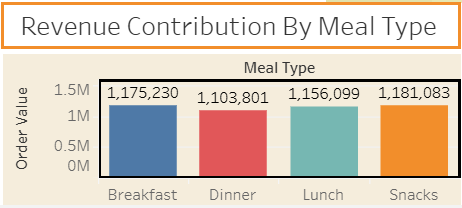 Revenue Contribution By Meal Type
Meal Type
Order Value
1.5M
1M
0.5M
0M
1,175,230 1,103,801 1,156,099 1,181,083
Breakfast Dinner Lunch Snacks